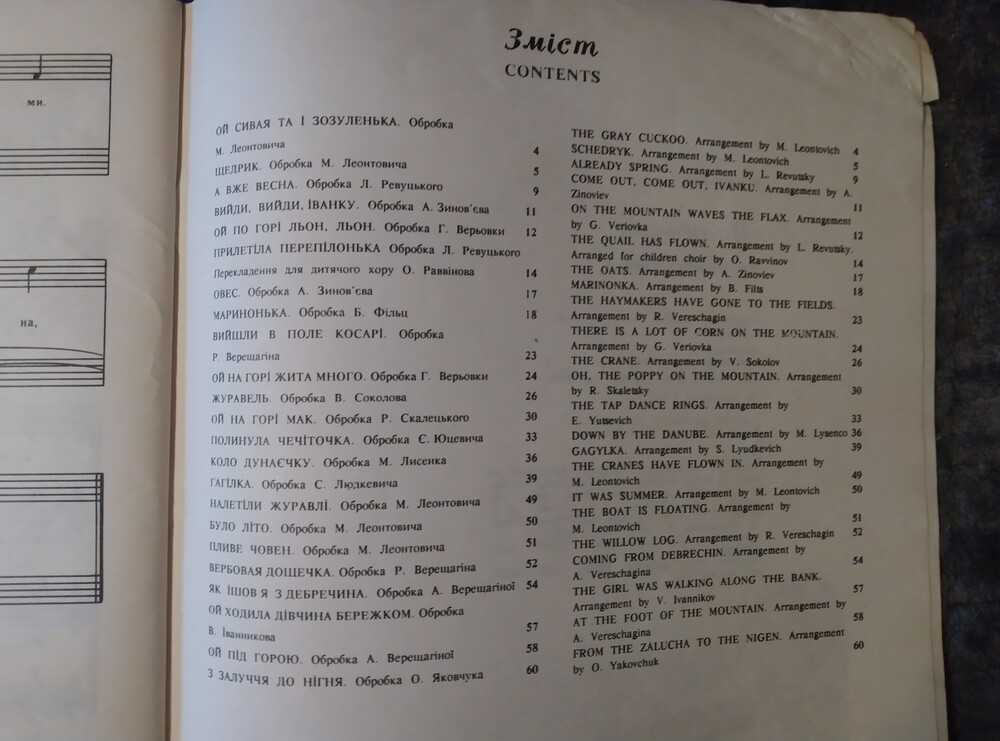 ми.
на,
Зміст
CONTENTS
ОЙ СИВАЯ ТА І ЗОЗУЛЕНЬКА. Обробка
М. Леонтовича 4
ЩЕДРИК. Обробка М. Леонтовича 5
А ВЖЕ ВЕСНА. Обробка Л. Ревуцького 9
ВИЙДИ, ВИЙДИ, ІВАНКУ. Обробка А. Зинов'єва 11
ОЙ ПО ГОРІ ЛЬОН, ЛЬОН. Обробка Г. Верьовки 12
ПРИЛЕТІЛА ПЕРЕПІЛОНЬКА Обробка Л. Ревуцького
Перекладення для дитячого хору О. Раввінова 14
ОВЕС. Обробка А. Зинов'єва 17
МАРИНОНЬКА. Обробка Б. Фільц 18
ВИЙШЛИ В ПОЛЕ КОСАРІ. Обробка
Р. Верещагіна 23
ОЙ НА ГОРІ ЖИТА МНОГО. Обробка Г. Верьовки 24
ЖУРАВЕЛЬ. Обробка В. Соколова 26
ОЙ НА ГОРІ МАК. Обробка Р. Скалецького 30
ПОЛИНУЛА ЧЕЧІТОЧКА. Обробка Є. Юцевича 33
КОЛО ДУНАЄЧКУ. Обробка М. Лисенка 36
ГАГІЛКА. Обробка С. Людкевича 39
НАЛЕТІЛИ ЖУРАВЛІ. Обробка М. Леонтовича 49
БУЛО ЛІТО. Обробка М. Леонтовича 50
ПЛИВЕ ЧОВЕН. Обробка М. Леонтовича 51
ВЕРБОВАЯ ДОЩЕЧКА. Обробка Р. Верещагіна 52
ЯК ІШОВ Я З ДЕБРЕЧИНА. Обробка А. Верещагіної 54
ОЙ ХОДИЛА ДІВЧИНА БЕРЕЖКОМ. Обробка
В. Іванникова 57
ОЙ ПІД ГОРОЮ. Обробка А. Верещагіної 58
З ЗАЛУЧЧЯ ДО НІГНЯ. Обробка О. Яковчука 60
THE GRAY CUCKOO. Arrangement by M. Leontovich 4
SCHEDRYK. Arrangement by M. Leontovich 5
ALREADY SPRING. Arrangement by L. Revutsky 9
COME OUT, COME OUT, IVANKU. Arrangement by A.
Zinoviev 11
ON THE MOUNTAIN WAVES THE FLAX. Arrangement
by G. Veriovka 12
THE QUAIL HAS FLOWN. Arrangement by L. Revutsky.
Arranged for children choir by O. Ravvinov 14
THE OATS. Arrangement by A. Zinoviev 17
MARINONKA. Arrangement by B. Filts 18
THE HAYMAKERS HAVE GONE TO THE FIELDS.
Arrangement by R. Vereschagin 23
THERE IS A LOT OF CORN ON THE MOUNTAIN.
Arrangement by G. Veriovka 24
THE CRANE. Arrangement by V. Sokolov 26
OH, THE POPPY ON THE MOUNTAIN. Arrangement
by R. Skaletsky 30
THE TAP DANCE RINGS. Arrangement by
E. Yutsevich 33
DOWN BY THE DANUBE. Arrangement by M. Lysenco 36
GAGYLKA. Arrangement by S. Lyudkevich 39
THE CRANES HAVE FLOWN IN. Arrangement by
M. Leontovich 49
IT WAS SUMMER. Arrangement by M. Leontovich 50
THE BOAT IS FLOATING. Arrangement by
M. Leontovich 51
THE WILLOW LOG. Arrangement by R. Vereschagin 52
COMING FROM DEBRECHIN. Arrangement by
A. Vereschagina 54
THE GIRL WAS WALKING ALONG THE BANK.
Arrangement by V. Ivannikov 57
AT THE FOOT OF THE MOUNTAIN. Arrangement by
A. Vereschagina 58
FROM THE ZALUCHA TO THE NIGEN. Arrangement
by O. Yakovchuk 60